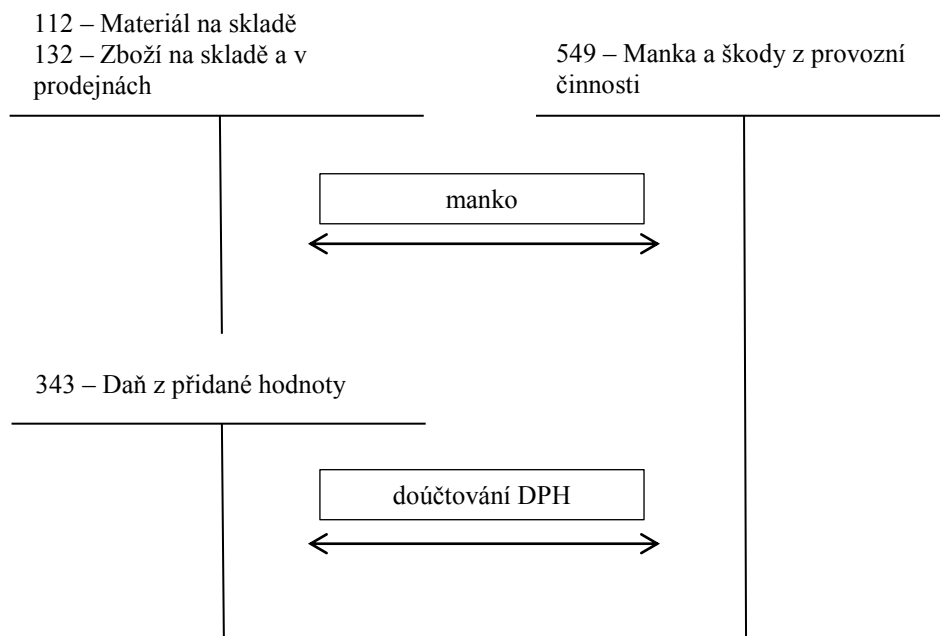 112 – Materiál na skladě
132 – Zboží na skladě a v
prodejnách
549 – Manka a škody z provozní
činnosti
manko
343 – Daň z přidané hodnoty
doúčtování DPH